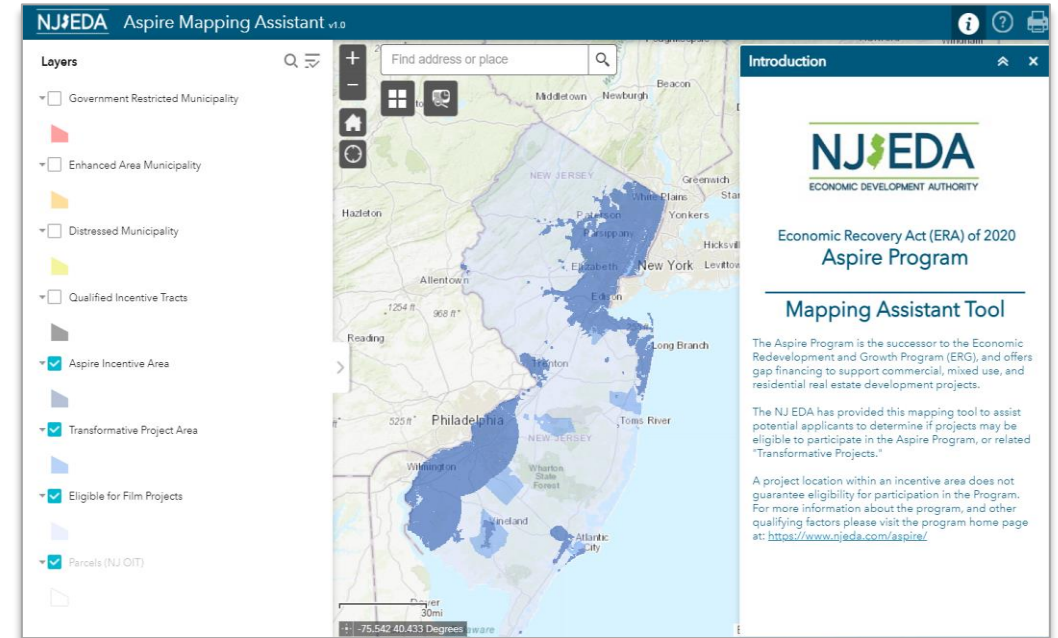 NJEDA Aspire Mapping Assistant v1.0
Layers
Government Restricted Municipality
Enhanced Area Municipality
Distressed Municipality
Qualified Incentive Tracts
Aspire Incentive Area
Transformative Project Area
Eligible for Film Projects
Parcels (NJ OIT)
Find address or place
Beacon
Middletown
Newburgh
NEW JERSEY
Greenwich
White Plains
Hazleton
Paterson
Yonkers
Parsippany
Hicksvil
Elizabeth
New York
Levittow
Allentown
Edison
1254 ft
968 ft
Reading
Long Branch
Trenton
525 ft
Philadelphia
Toms River
NEW JERSEY
Wilmington
Wharton
State
Forest
Vineland
Atlantic
City
Dover
30mi
-75.542 40.433 Degrees
Introduction
NJEDA
ECONOMIC DEVELOPMENT AUTHORITY
Economic Recovery Act (ERA) of 2020
Aspire Program
Mapping Assistant Tool
The Aspire Program is the successor to the Economic
Redevelopment and Growth Program (ERG), and offers
gap financing to support commercial, mixed use, and
residential real estate development projects.
The NJ EDA has provided this mapping tool to assist
potential applicants to determine if projects may be
eligible to participate in the Aspire Program, or related
"Transformative Projects."
A project location within an incentive area does not
guarantee eligibility for participation in the Program.
For more information about the program, and other
qualifying factors please visit the program home page
at: https://www.njeda.com/aspire/